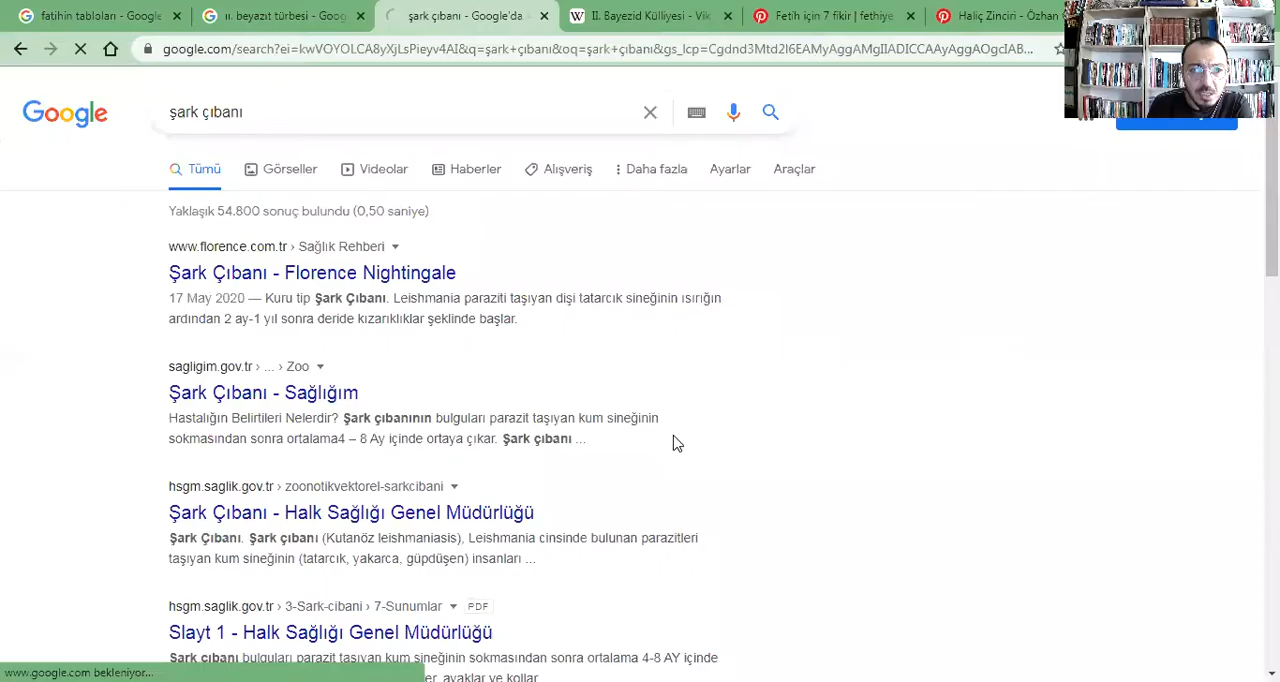 fatihin tabloları - Google
ıı. beyazıt türbesi - Goog
şark çıbanı - Google'da
II. Bayezid Külliyesi - Vik
Fetih için 7 fikir | fethiye
Haliç Zinciri - Özhan
google.com/search?ei=kwVOYOLCA8yXjLsPieyv4AI&q=şark+çıbanı&oq=şark+çıbanı&gs_lcp=Cgdnd3Mtd2l6EAMyAggAMgIIADICCAAyAggAOgcIAB...
Google
şark çıbanı
Tümü
Görseller
Videolar
Haberler
Alışveriş
Daha fazla
Ayarlar
Araçlar
Yaklaşık 54.800 sonuç bulundu (0,50 saniye)
www.florence.com.tr › Sağlık Rehberi
Şark Çıbanı - Florence Nightingale
17 May 2020 — Kuru tip Şark Çıbanı. Leishmania paraziti taşıyan dişi tatarcık sineğinin ısırığın
ardından 2 ay-1 yıl sonra deride kızarıklıklar şeklinde başlar.
sagligim.gov.tr › ... › Zoo
Şark Çıbanı - Sağlığım
Hastalığın Belirtileri Nelerdir? Şark çıbanının bulguları parazit taşıyan kum sineğinin
sokmasından sonra ortalama4 – 8 Ay içinde ortaya çıkar. Şark çıbanı ...
hsgm.saglik.gov.tr › zoonotikvektorel-sarkcibani
Şark Çıbanı - Halk Sağlığı Genel Müdürlüğü
Şark Çıbanı. Şark çıbanı (Kutanöz leishmaniasis), Leishmania cinsinde bulunan parazitleri
taşıyan kum sineğinin (tatarcık, yakarca, güpdüşen) insanları ...
hsgm.saglik.gov.tr › 3-Sark-cibani › 7-Sunumlar PDF
Slayt 1 - Halk Sağlığı Genel Müdürlüğü
Şark çıbanı bulguları parazit taşıyan kum sineğinin sokmasından sonra ortalama 4-8 AY içinde
ayaklar ve kollar
www.google.com bekleniyor...